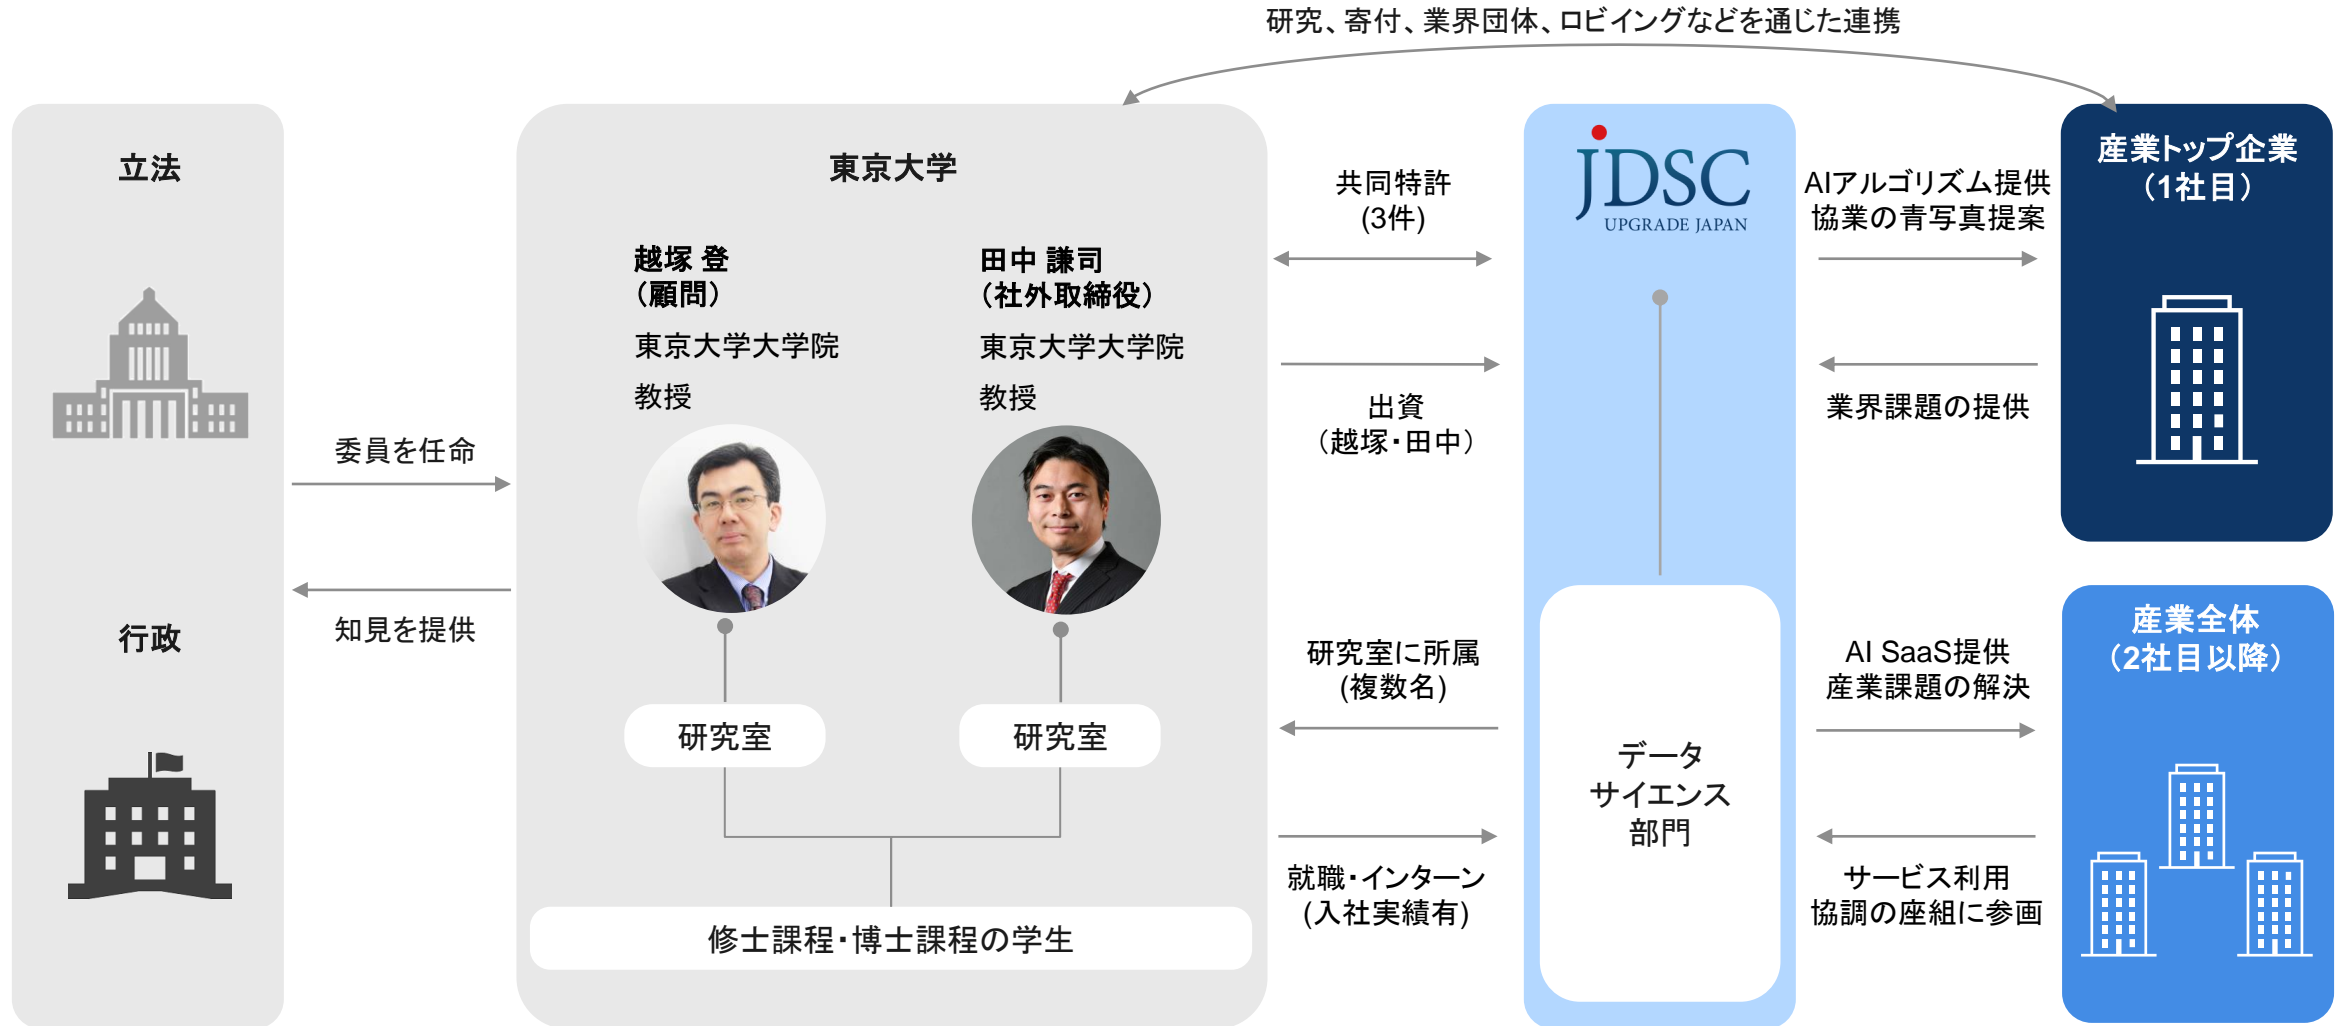 研究、寄付、業界団体、ロビイングなどを通じた連携
立法
行政
委員を任命
知見を提供
東京大学
越塚 登
（顧問）
東京大学大学院
教授
田中 謙司
（社外取締役）
東京大学大学院
教授
研究室
研究室
修士課程・博士課程の学生
共同特許
(3件)
出資
（越塚・田中）
研究室に所属
(複数名)
就職・インターン
(入社実績有)
JDSC
UPGRADE JAPAN
データ
サイエンス
部門
AIアルゴリズム提供
協業の青写真提案
業界課題の提供
AI SaaS提供
産業課題の解決
サービス利用
協調の座組に参画
産業トップ企業
（1社目）
産業全体
（2社目以降）